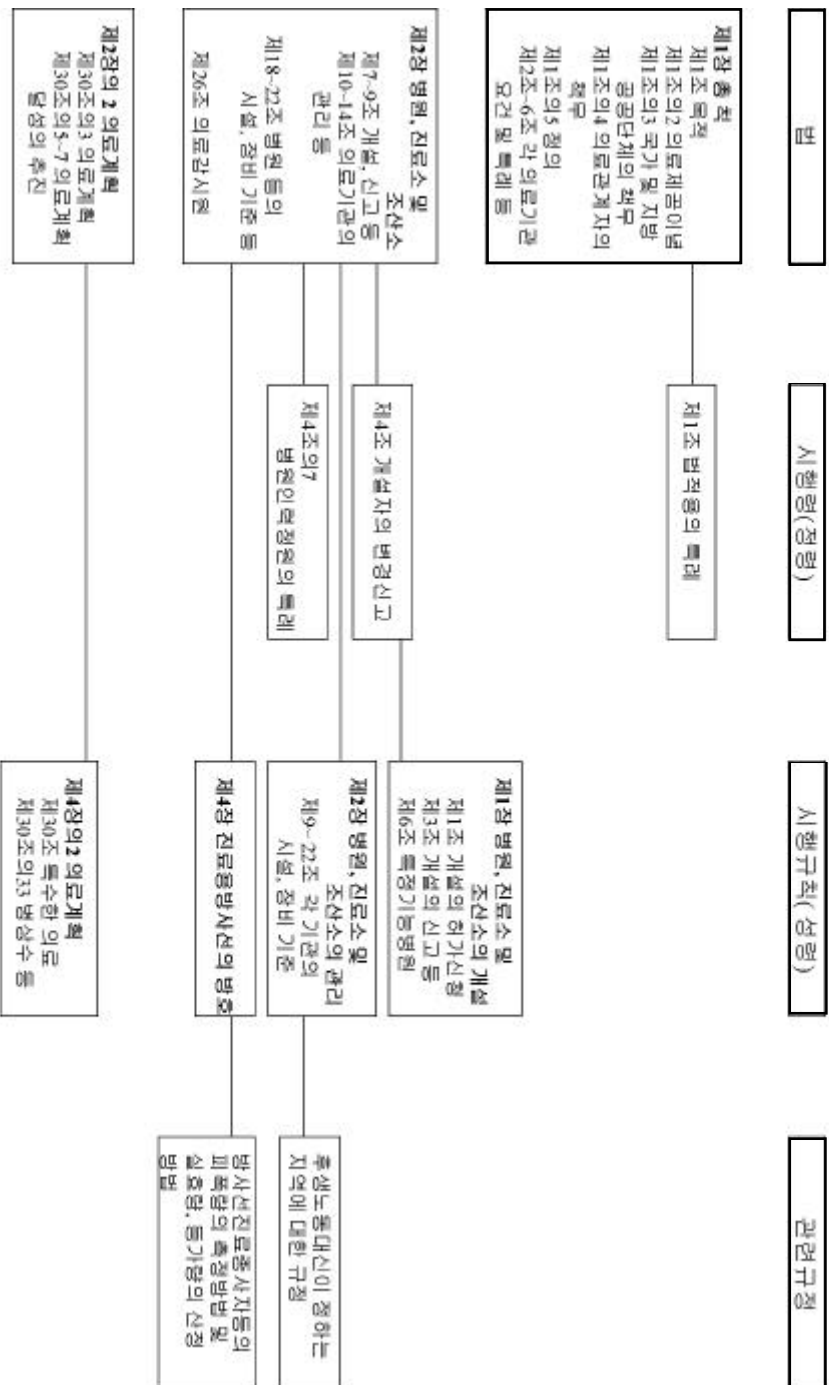 법
시행령(정령)
시행규칙(성령)
관련규정
제1장 총칙
제1조 목적
제1조의2 의료제공이념
제1조의3 국가 및 지방
공공단체의 책무
제1조의4 의료관계자의
책무
제1조의5 정의
제2조~6조 각 의료기관
요건 및 특례 등
제1조 법적용의 특례
제2장 병원, 진료소 및
조산소
제7~9조 개설, 신고 등
제10~14조 의료기관의
관리 등
제18~22조 병원 등의
시설, 장비 기준 등
제26조 의료감시원
제4조 개설자의 변경신고
제4조의7
병원인력정원의 특례
제1장 병원, 진료소 및
조산소의 개설
제1조 개설의 허가신청
제3조 개설의 신고 등
제6조 특정기능병원
제2장 병원, 진료소 및
조산소의 관리
제9~22조 각 기관의
시설, 장비 기준
제4장 진료용방사선의 방호
후생노동대신이 정하는
지역에 대한 규정
방사선진료종사자등의
피폭량의 측정방법 및
실효량, 등가량의 산정
방법
제2장의 2 의료계획
제30조의3 의료계획
제30조의5~7 의료계획
달성의 추진
제4장의2 의료계획
제30조 특수한 의료
제30조의33 병상수 등